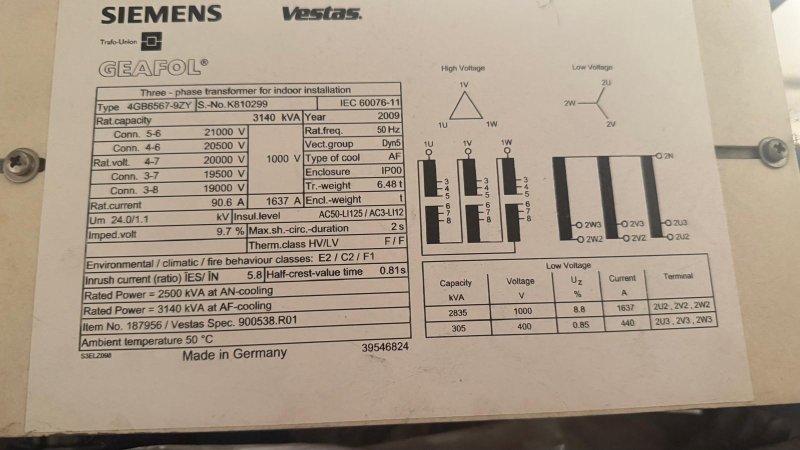 SIEMENS
Vestas.
Trafo-Union
GEAFOL®
Three - phase transformer for indoor installation
Type 4GB6567-9ZY S.-No. K810299 IEC 60076-11
Rat.capacity 3140 kVA Year 2009
Conn. 5-6 21000 V Rat.freq. 50 Hz
Conn. 4-6 20500 V Vect.group Dyn5
Rat.volt. 4-7 20000 V 1000 V Type of cool AF
Conn. 3-7 19500 V Enclosure IP00
Conn. 3-8 19000 V Tr.-weight 6.48 t
Rat.current 90.6 A 1637 A Encl.-weight t
Um 24.0/1.1 kV Insul.level AC50-LI125 / AC3-LI12
Imped.volt 9.7 % Max.sh.-circ.-duration 2 s
Therm.class HV/LV F / F
Environmental / climatic / fire behaviour classes: E2 / C2 / F1
Inrush current (ratio) ÎES/ ÎN 5.8 Half-crest-value time 0.81s
Rated Power = 2500 kVA at AN-cooling
Rated Power = 3140 kVA at AF-cooling
Item No. 187956 / Vestas Spec. 900538.R01
Ambient temperature 50 °C
S3ELZ098 Made in Germany 39546824
High Voltage
1V
1U 1W
Low Voltage
2U
2W
2V
1U 1V 1W
3 3 3
4 4 4
5 5 5
6 6 6
7 7 7
8 8 8
2N
2W3 2V3 2U3
2W2 2V2 2U2
Low Voltage
Capacity Voltage Uz Current Terminal
kVA V % A
2835 1000 8.8 1637 2U2 , 2V2 , 2W2
305 400 0.85 440 2U3 , 2V3 , 2W3